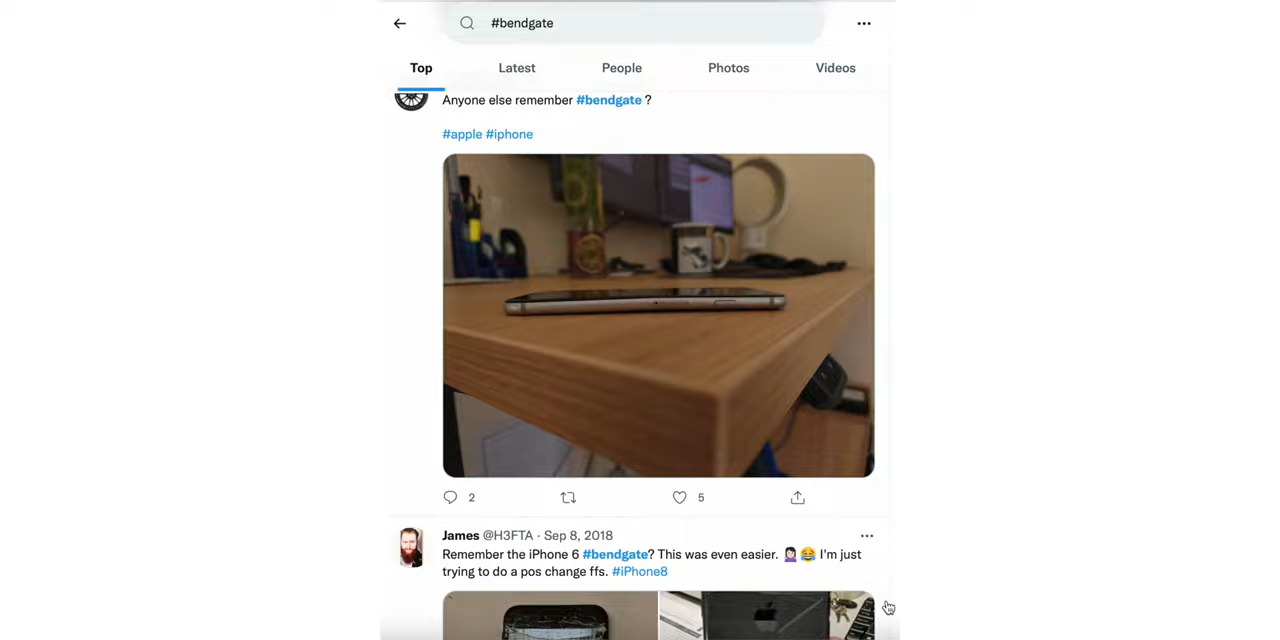 #bendgate
Top Latest People Photos Videos
Anyone else remember #bendgate ?
#apple #iphone
2 5
James @H3FTA · Sep 8, 2018
Remember the iPhone 6 #bendgate? This was even easier. 🤷🏻‍♀️😂 I'm just
trying to do a pos change ffs. #iPhone8